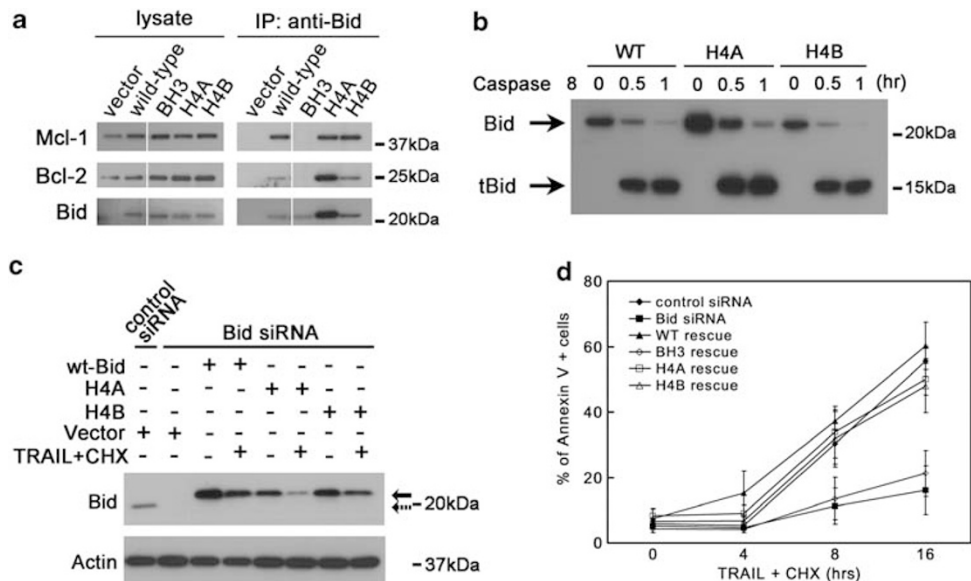 a
lysate
IP: anti-Bid
vector
wild-type
BH3
H4A
H4B
vector
wild-type
BH3
H4A
H4B
Mcl-1
- 37kDa
Bcl-2
- 25kDa
Bid
- 20kDa
b
WT H4A H4B
Caspase 8 0 0.5 1 0 0.5 1 0 0.5 1 (hr)
Bid
- 20kDa
tBid
- 15kDa
c
control siRNA
Bid siRNA
wt-Bid - - + + - - - -
H4A - - - - + + - -
H4B - - - - - - + +
Vector + + - - - - - -
TRAIL+CHX - - - + - + - +
Bid
- 20kDa
Actin
- 37kDa
d
% of Annexin V + cells
80
60
40
20
0
control siRNA
Bid siRNA
WT rescue
BH3 rescue
H4A rescue
H4B rescue
0 4 8 16
TRAIL + CHX (hrs)